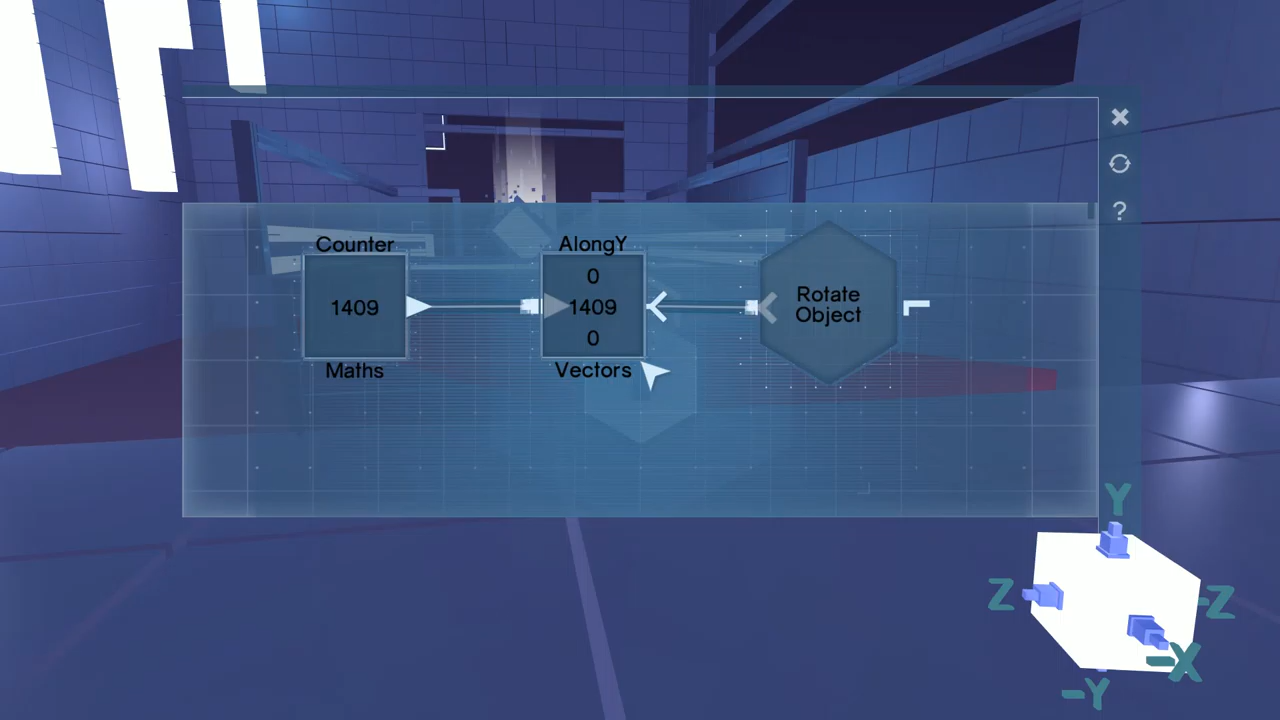 ?
Counter
AlongY
0
1409
1409
0
Rotate
Object
Maths
Vectors
Y
Z
-Z
-X
-Y